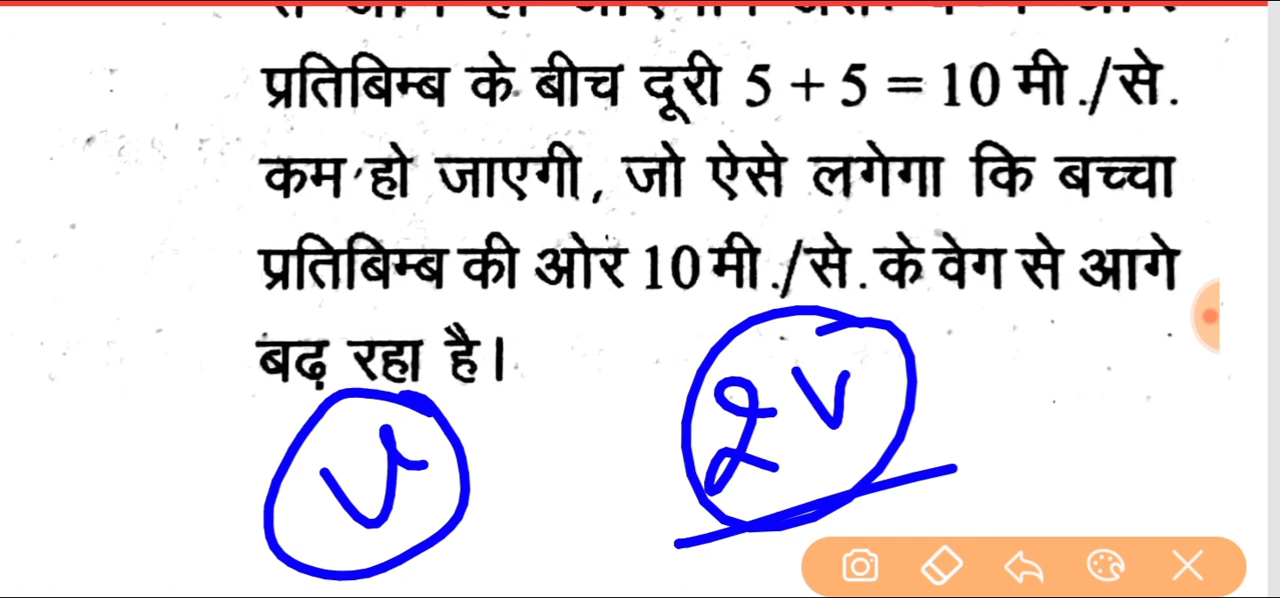 प्रतिबिम्ब के बीच दूरी 5 + 5 = 10 मी./से.
कम हो जाएगी, जो ऐसे लगेगा कि बच्चा
प्रतिबिम्ब की ओर 10 मी./से. के वेग से आगे
बढ़ रहा है।
v 2v